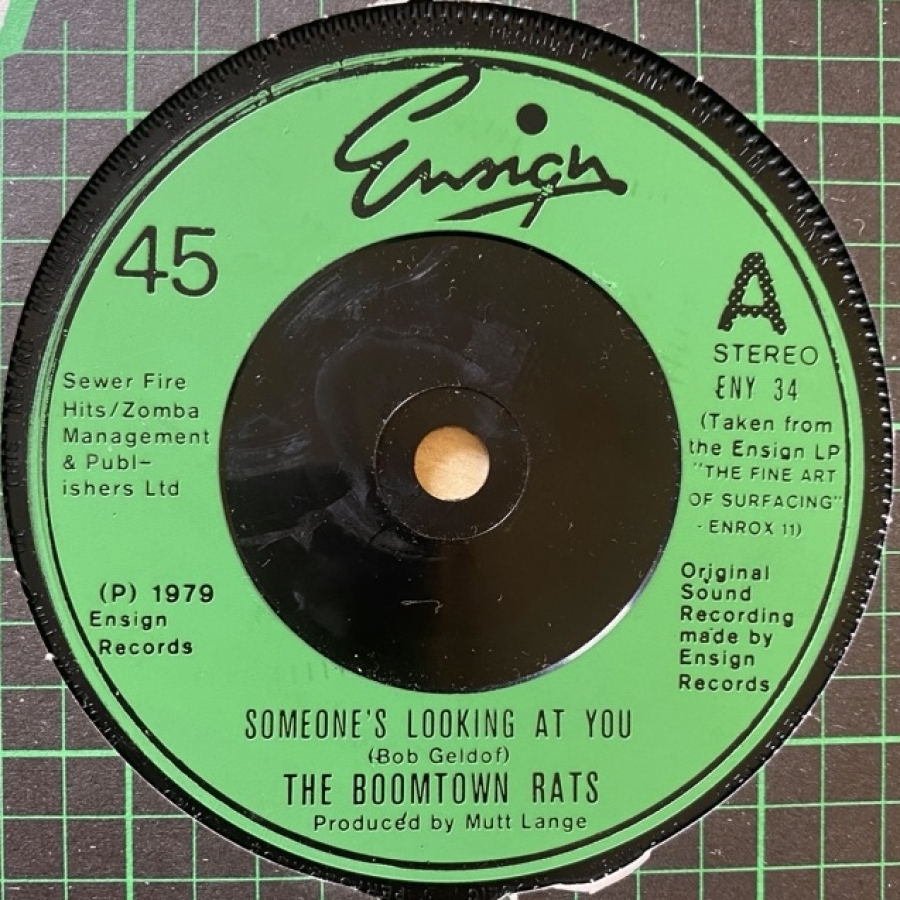 Ensign
45
A
STEREO
ENY 34
(Taken from
the Ensign LP
"THE FINE ART
OF SURFACING"
- ENROX 11)
Sewer Fire
Hits/Zomba
Management
& Publ-
ishers Ltd
(P) 1979
Ensign
Records
Original
Sound
Recording
made by
Ensign
Records
SOMEONE'S LOOKING AT YOU
(Bob Geldof)
THE BOOMTOWN RATS
Produced by Mutt Lange